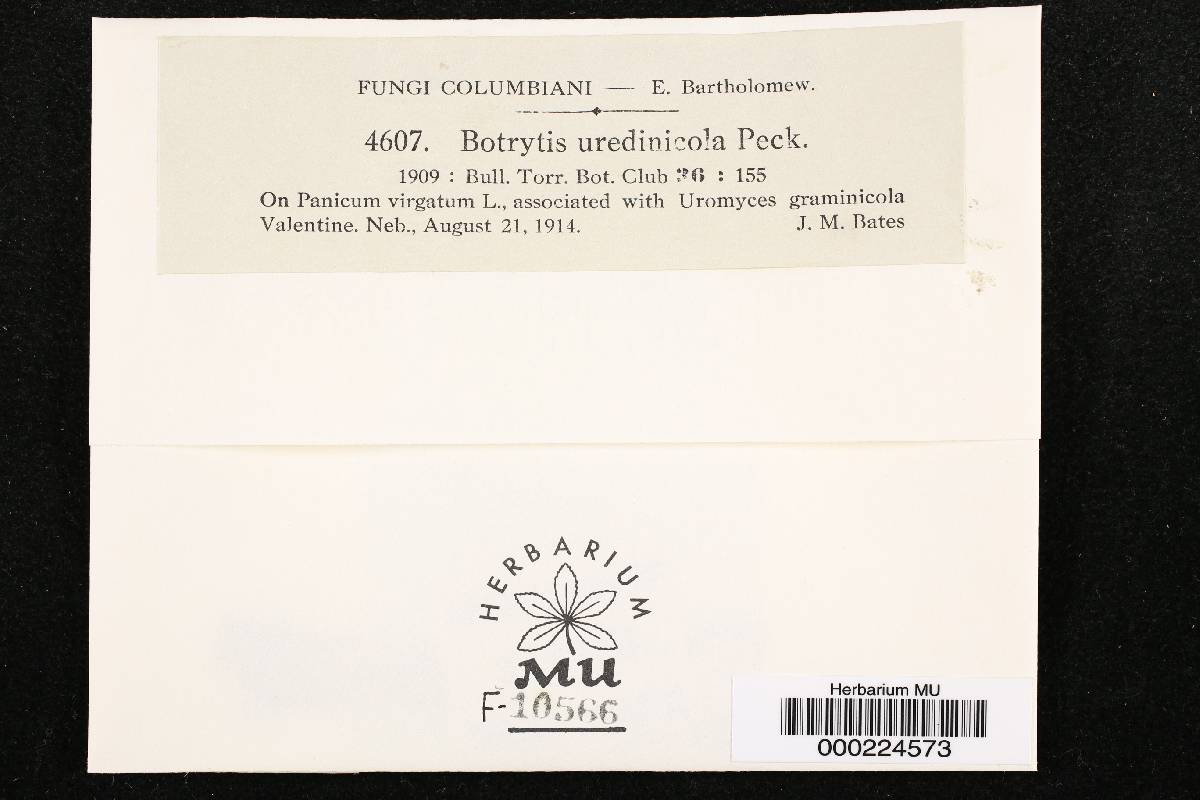 FUNGI COLUMBIANI — E. Bartholomew.
4607. Botrytis uredinicola Peck.
1909 : Bull. Torr. Bot. Club 36 : 155
On Panicum virgatum L., associated with Uromyces graminicola
Valentine. Neb., August 21, 1914. J. M. Bates
HERBARIUM
MU
F-10566
Herbarium MU
000224573